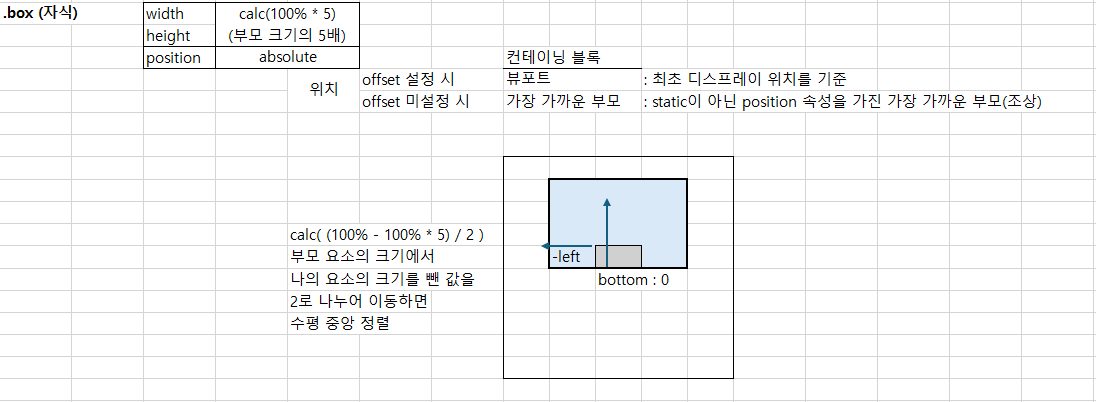 .box (자식) width calc(100% * 5)
height (부모 크기의 5배)
position absolute 컨테이닝 블록
위치 offset 설정 시 뷰포트 : 최초 디스프레이 위치를 기준
offset 미설정 시 가장 가까운 부모 : static이 아닌 position 속성을 가진 가장 가까운 부모(조상)
calc( (100% - 100% * 5) / 2 )
부모 요소의 크기에서 -left
나의 요소의 크기를 뺀 값을 bottom : 0
2로 나누어 이동하면
수평 중앙 정렬